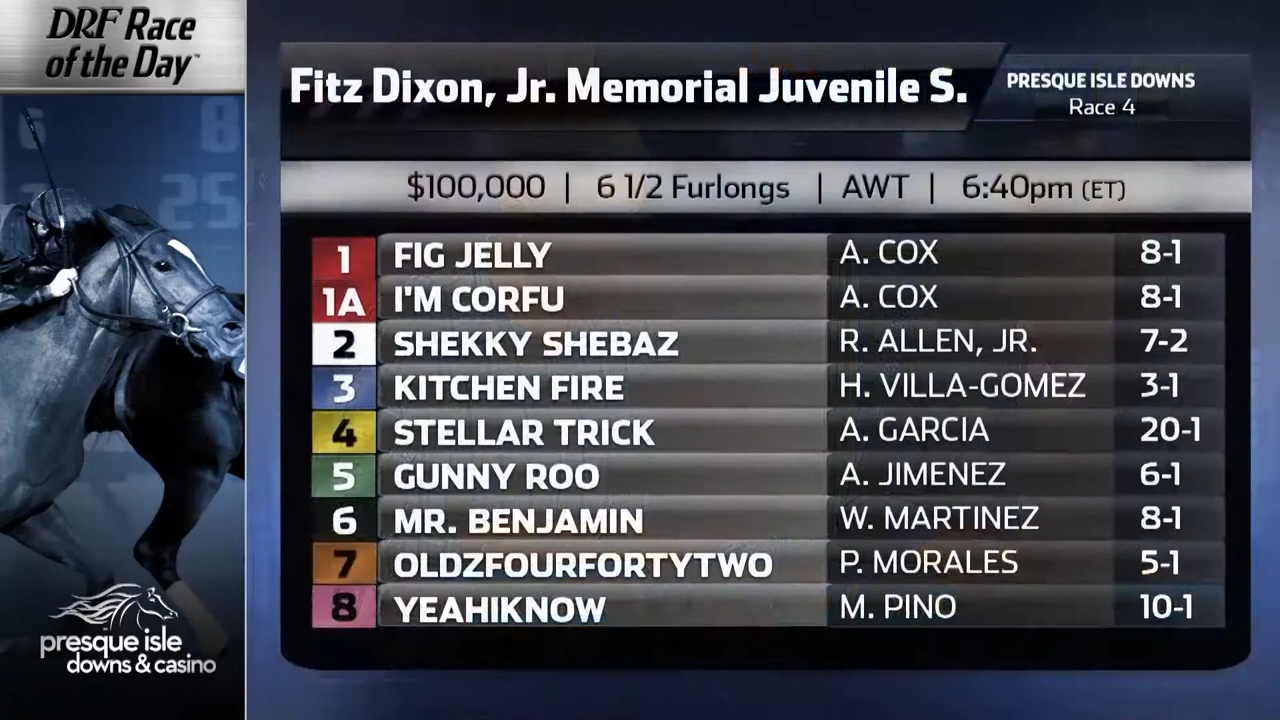 DRF Race
of the Day™
Fitz Dixon, Jr. Memorial Juvenile S.
PRESQUE ISLE DOWNS
Race 4
$100,000 | 6 1/2 Furlongs | AWT | 6:40pm (ET)
1 FIG JELLY A. COX 8-1
1A I'M CORFU A. COX 8-1
2 SHEKKY SHEBAZ R. ALLEN, JR. 7-2
3 KITCHEN FIRE H. VILLA-GOMEZ 3-1
4 STELLAR TRICK A. GARCIA 20-1
5 GUNNY ROO A. JIMENEZ 6-1
6 MR. BENJAMIN W. MARTINEZ 8-1
7 OLDZFOURFORTYTWO P. MORALES 5-1
8 YEAHIKNOW M. PINO 10-1
6 8
25
presque isle
downs & casino